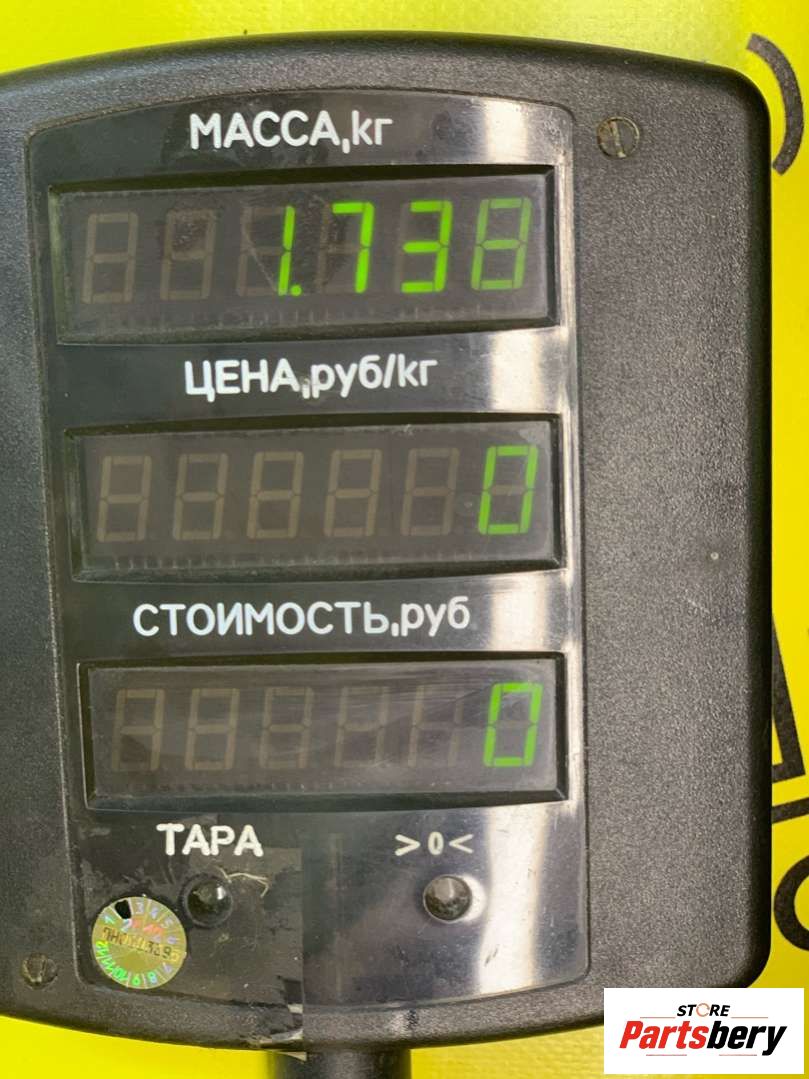 МАССА,кг
1.738
ЦЕНА,руб/кг
0
СТОИМОСТЬ,руб
0
ТАРА >0<
STORE
Partsbery